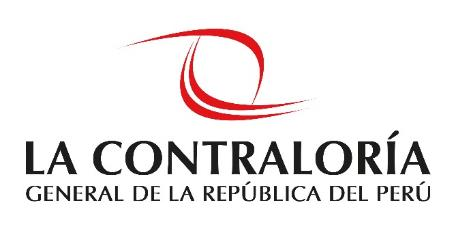 LA CONTRALORÍA
GENERAL DE LA REPÚBLICA DEL PERÚ